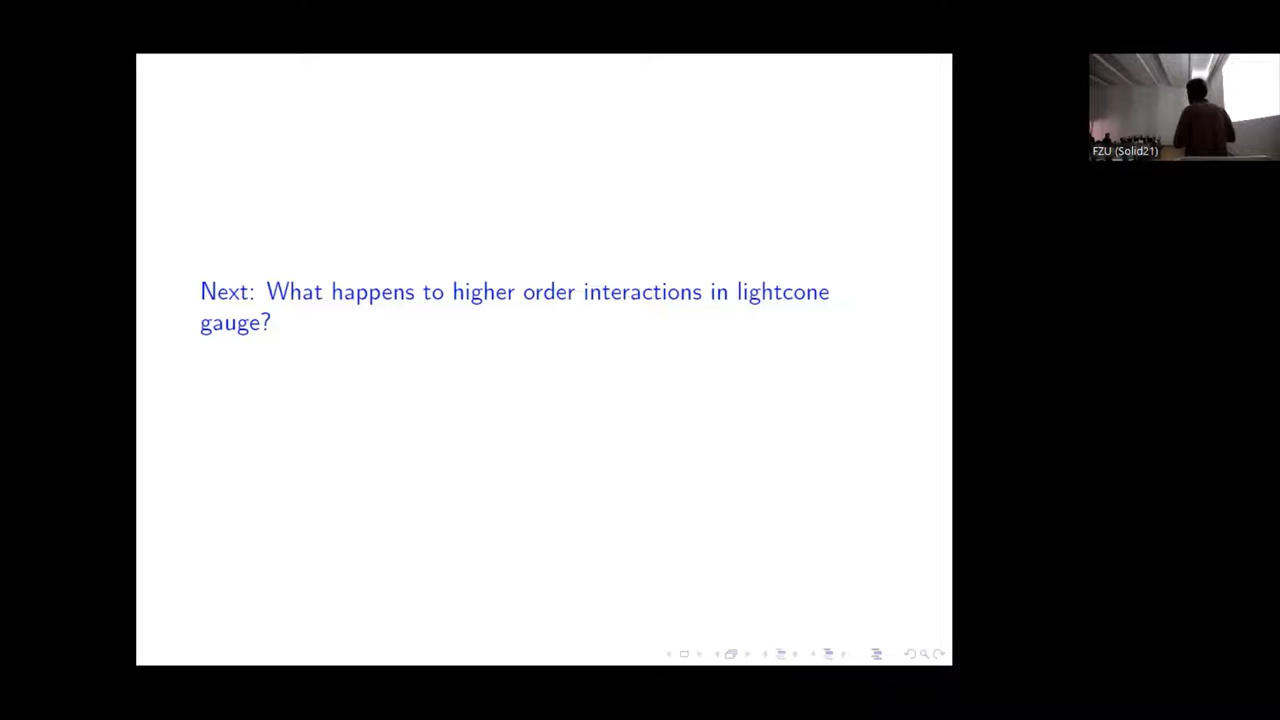 Next: What happens to higher order interactions in lightcone
gauge?
FZU (Solid21)